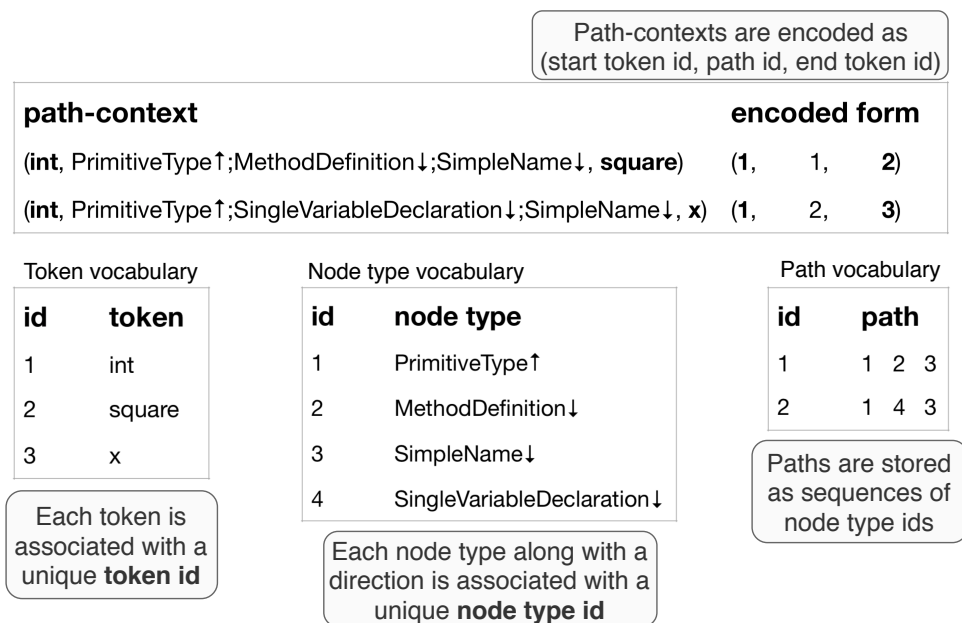 Path-contexts are encoded as
(start token id, path id, end token id)
path-context encoded form
(int, PrimitiveType↑;MethodDefinition↓;SimpleName↓, square) (1, 1, 2)
(int, PrimitiveType↑;SingleVariableDeclaration↓;SimpleName↓, x) (1, 2, 3)
Token vocabulary
id token
1 int
2 square
3 x
Each token is
associated with a
unique token id
Node type vocabulary
id node type
1 PrimitiveType↑
2 MethodDefinition↓
3 SimpleName↓
4 SingleVariableDeclaration↓
Each node type along with a
direction is associated with a
unique node type id
Path vocabulary
id path
1 1 2 3
2 1 4 3
Paths are stored
as sequences of
node type ids